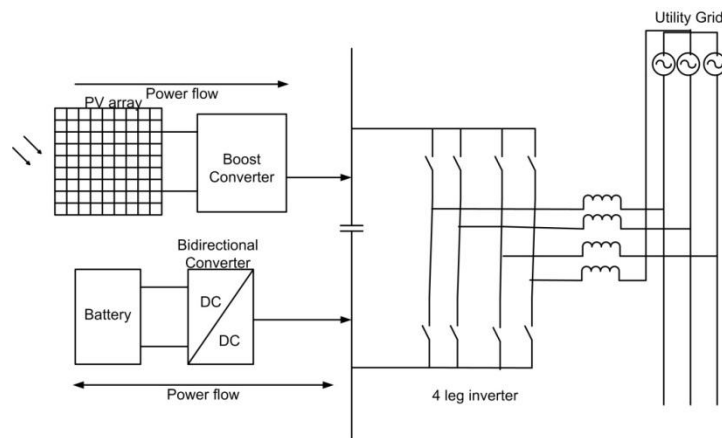 Utility Grid
Power flow
PV array
Boost
Converter
Bidirectional
Converter
Battery
DC
DC
Power flow
4 leg inverter